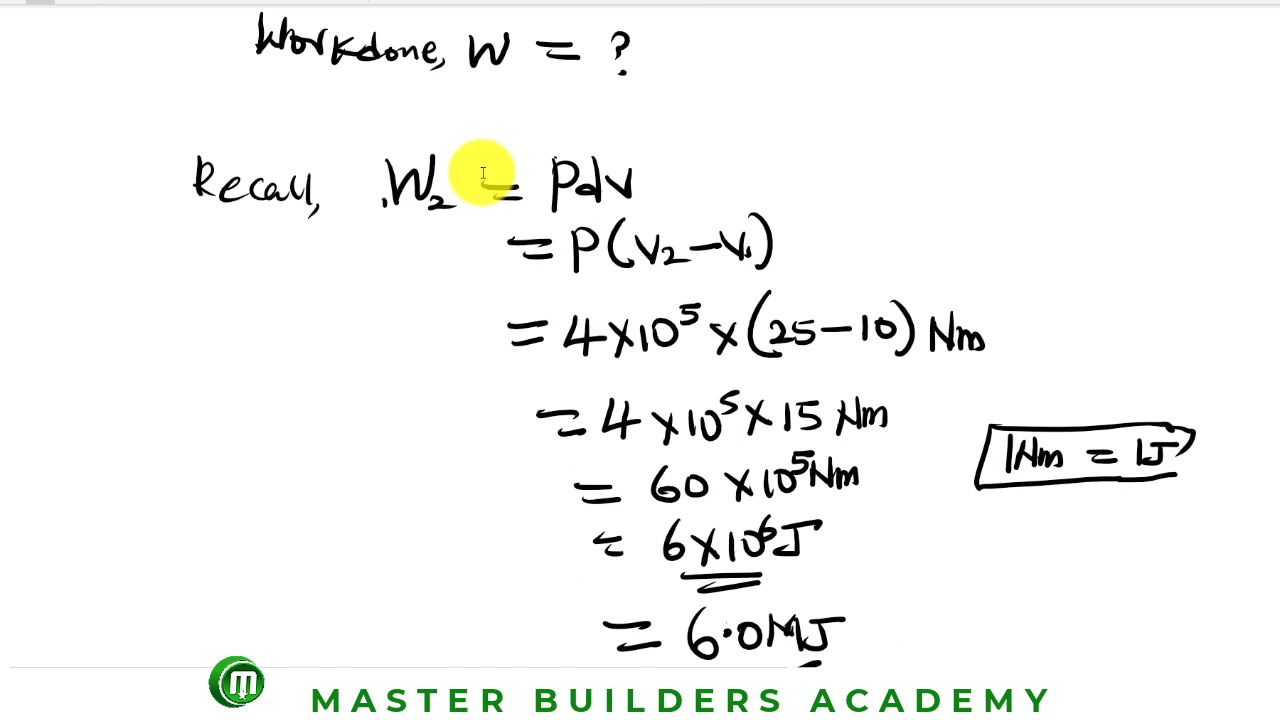 Workdone, W = ?
Recall, ₁W₂ = PdV
= P(V₂-V₁)
= 4×10⁵×(25-10) Nm
= 4×10⁵×15 Nm
1Nm = 1J
= 60×10⁵Nm
= 6×10⁶J
= 6.0MJ
m
MASTER BUILDERS ACADEMY